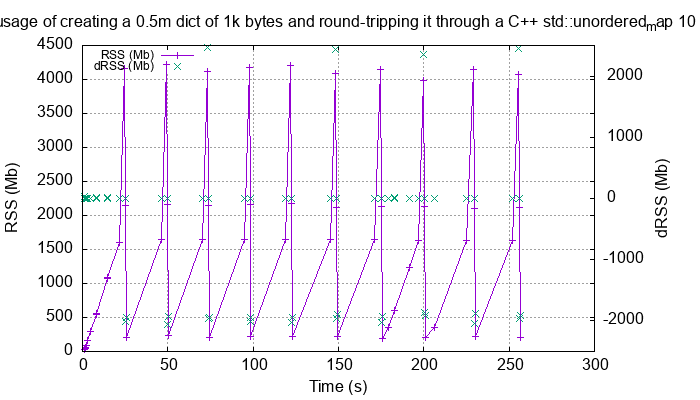 usage of creating a 0.5m dict of 1k bytes and round-tripping it through a C++ std::unordered_map 10
4500
4000
3500
3000
2500
2000
1500
1000
500
0
RSS (Mb)
RSS (Mb)
dRSS (Mb)
2000
1000
0
-1000
-2000
dRSS (Mb)
0 50 100 150 200 250 300
Time (s)